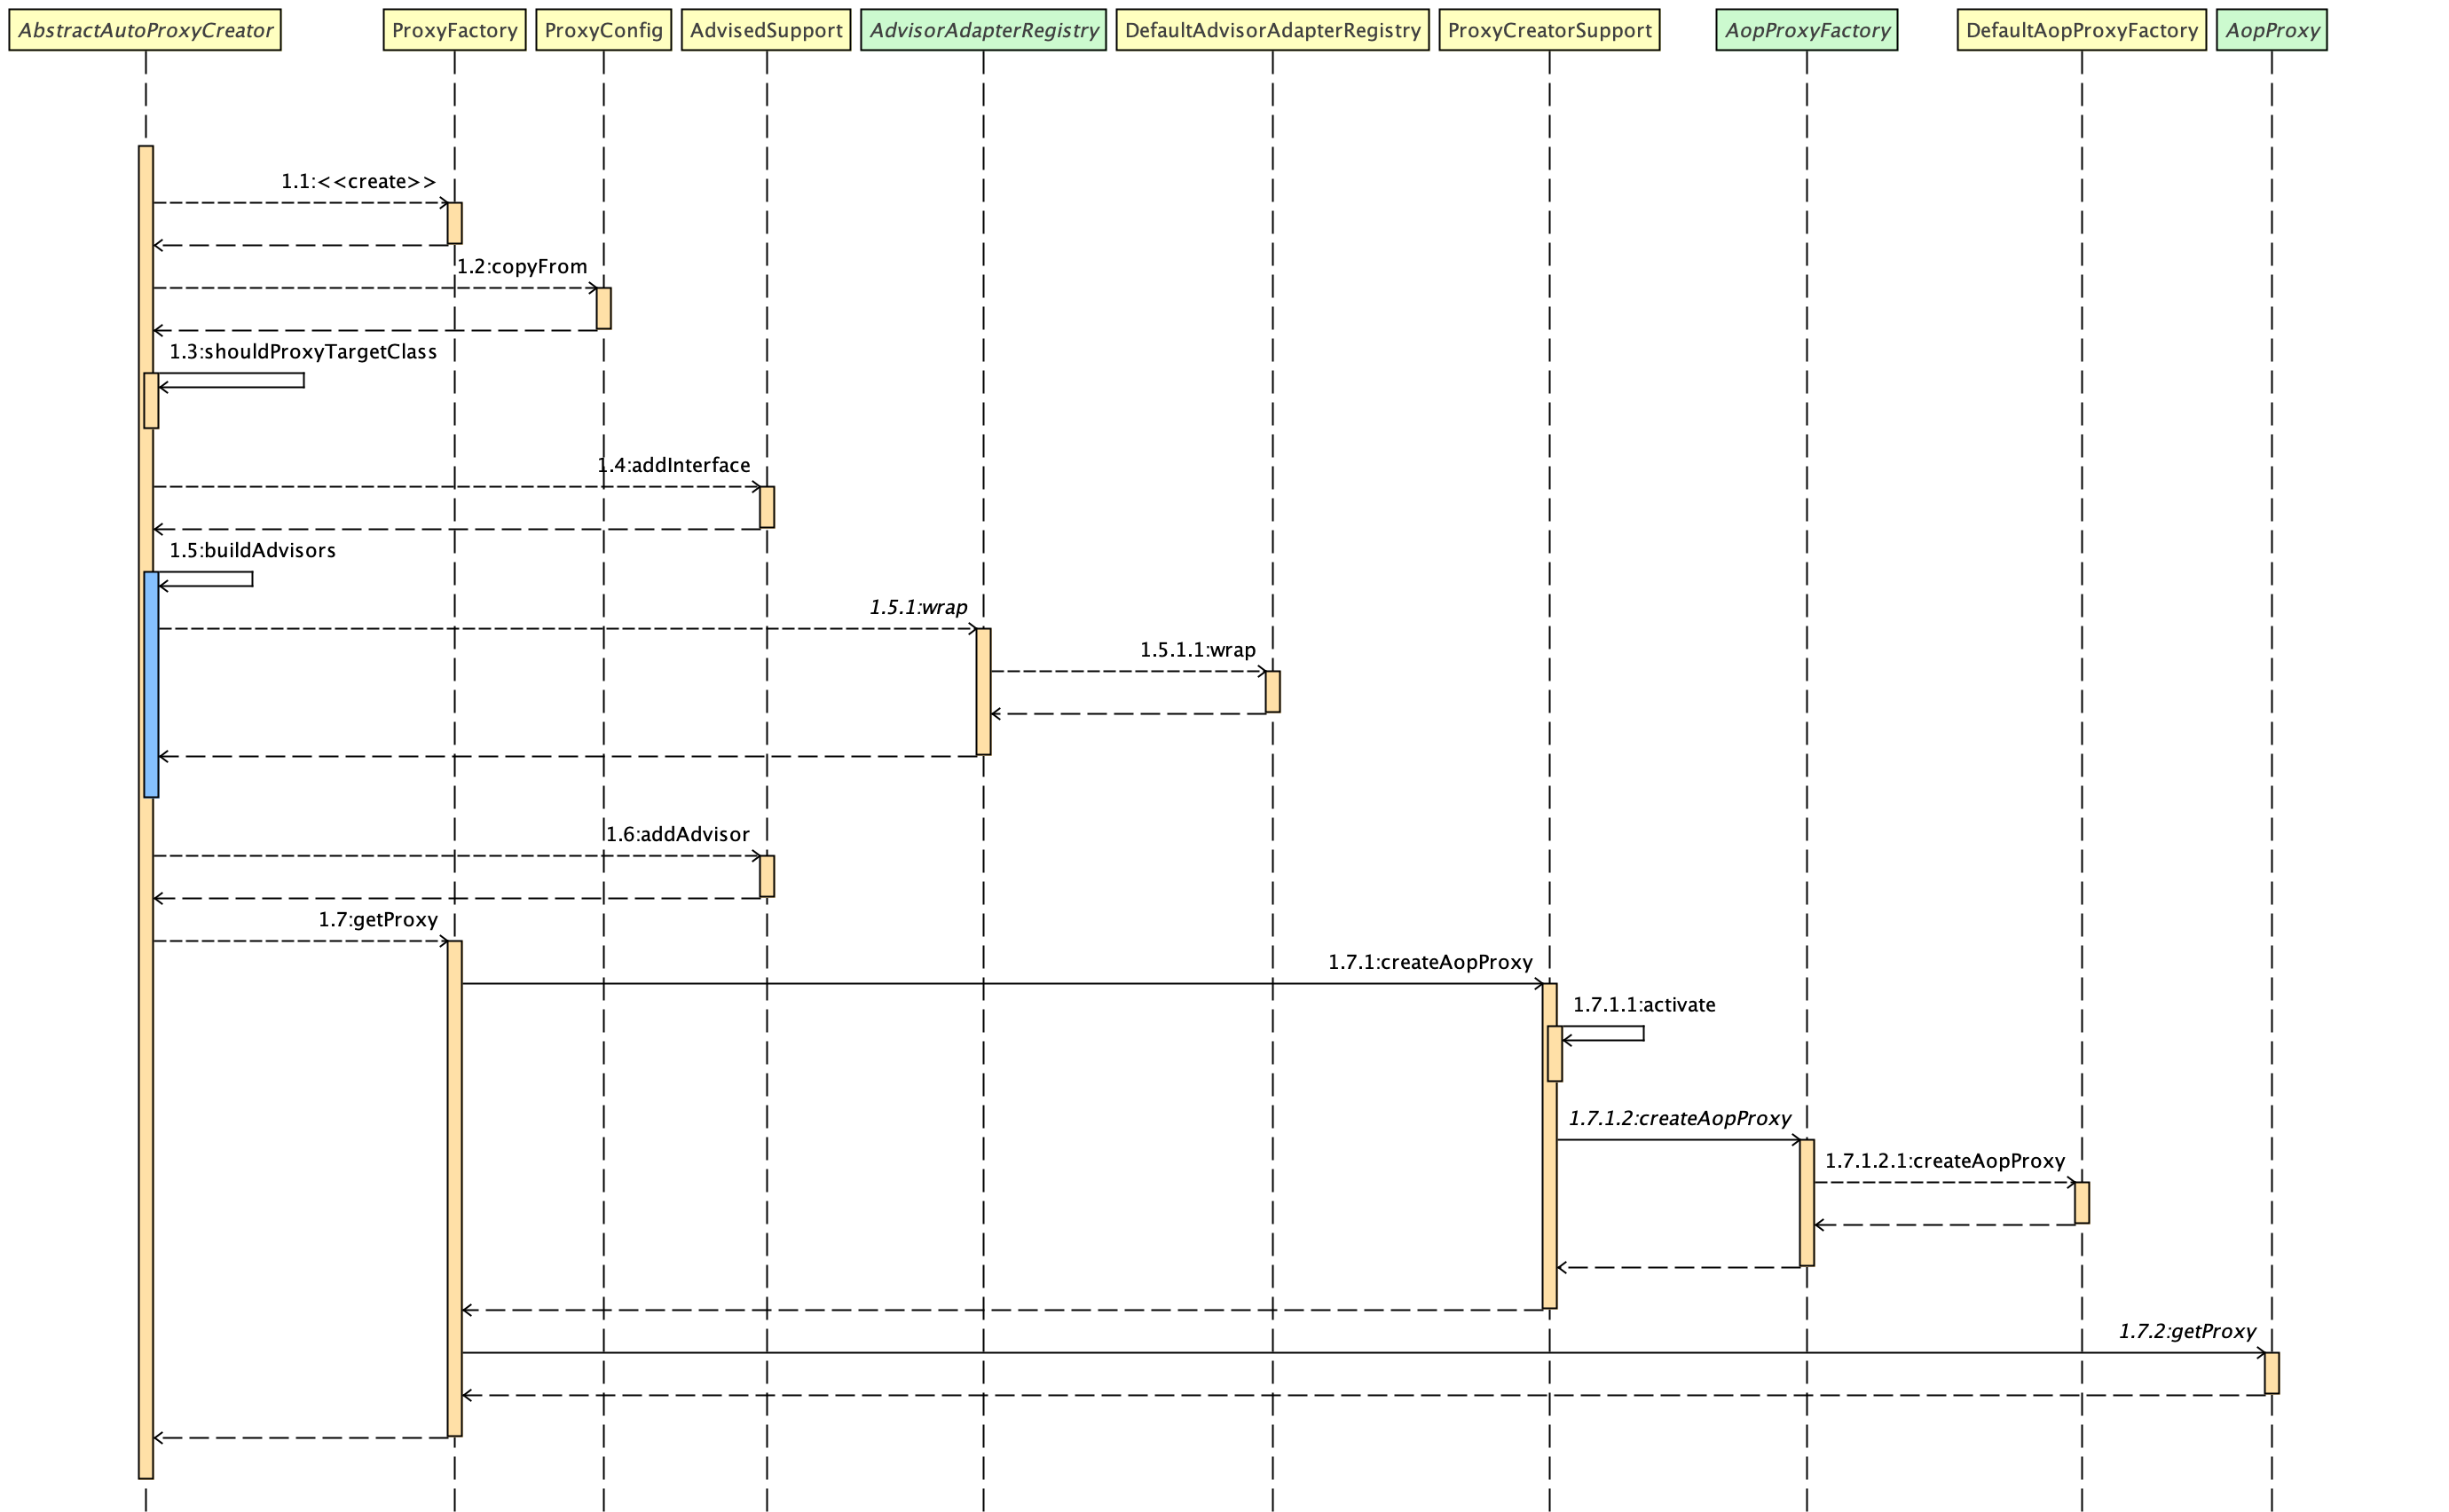 AbstractAutoProxyCreator
ProxyFactory
ProxyConfig
AdvisedSupport
AdvisorAdapterRegistry
DefaultAdvisorAdapterRegistry
ProxyCreatorSupport
AopProxyFactory
DefaultAopProxyFactory
AopProxy
1.1:<<create>>
1.2:copyFrom
1.3:shouldProxyTargetClass
1.4:addInterface
1.5:buildAdvisors
1.5.1:wrap
1.5.1.1:wrap
1.6:addAdvisor
1.7:getProxy
1.7.1:createAopProxy
1.7.1.1:activate
1.7.1.2:createAopProxy
1.7.1.2.1:createAopProxy
1.7.2:getProxy